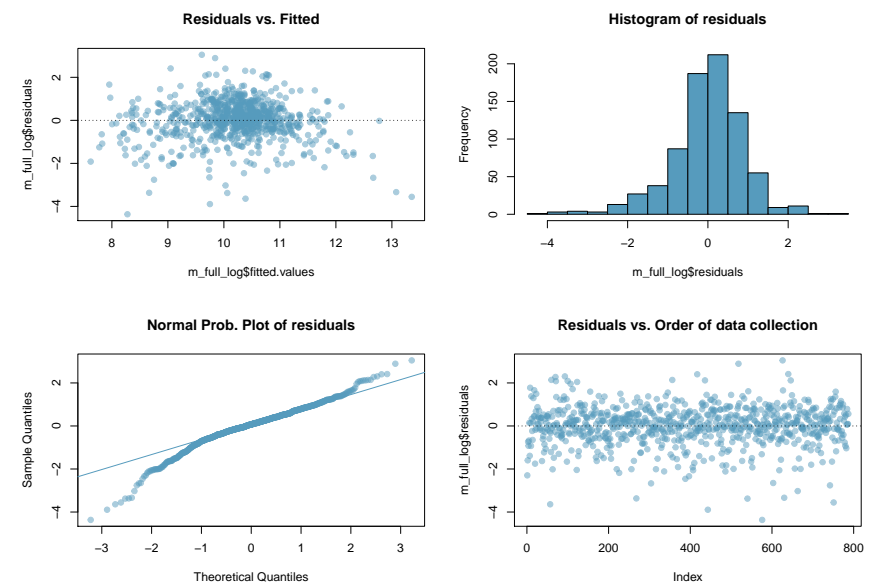 Residuals vs. Fitted
m_full_log$residuals
2
0
−2
−4
8 9 10 11 12 13
m_full_log$fitted.values
Histogram of residuals
Frequency
200
150
100
50
0
−4 −2 0 2
m_full_log$residuals
Normal Prob. Plot of residuals
Sample Quantiles
2
0
−2
−4
−3 −2 −1 0 1 2 3
Theoretical Quantiles
Residuals vs. Order of data collection
m_full_log$residuals
2
0
−2
−4
0 200 400 600 800
Index